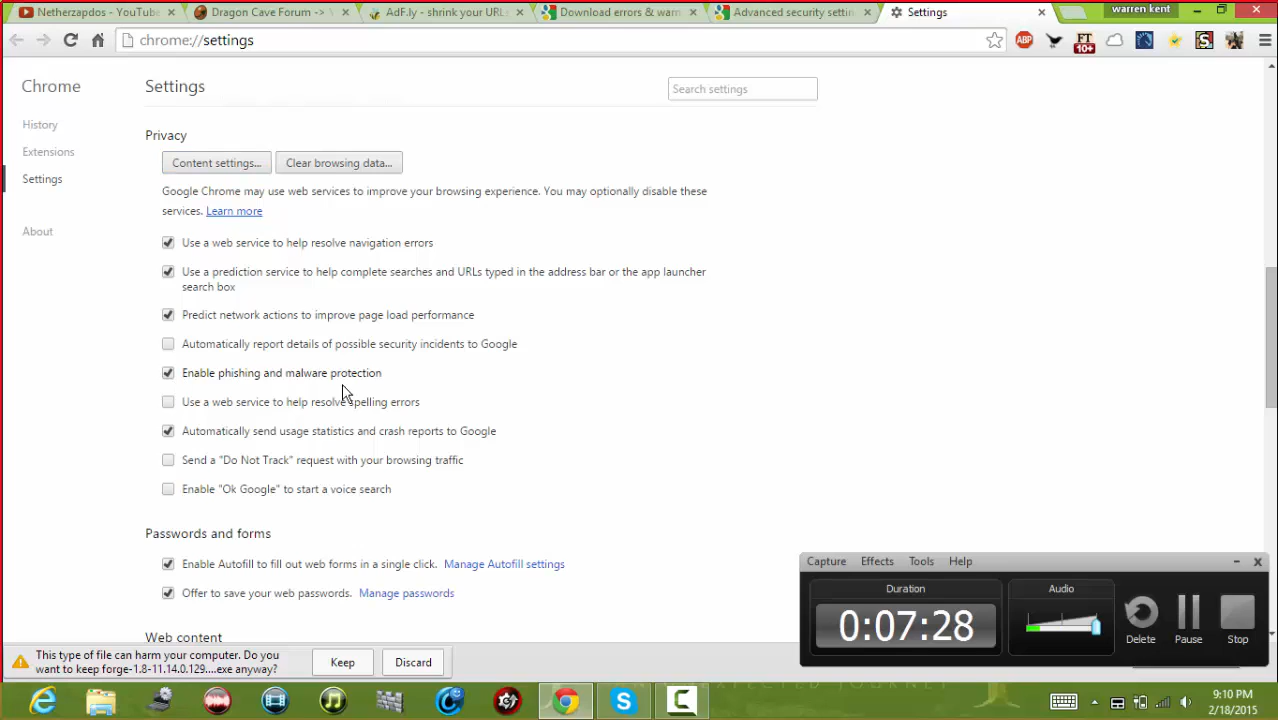 Netherzapdos - YouTube
Dragon Cave Forum -> V
AdF.ly - shrink your URLs
Download errors & warn
Advanced security setting
Settings
warren kent
chrome://settings
ABP
FT
10+
Chrome
Settings
Search settings
History
Extensions
Settings
About
Privacy
Content settings...
Clear browsing data...
Google Chrome may use web services to improve your browsing experience. You may optionally disable these
services. Learn more
Use a web service to help resolve navigation errors
Use a prediction service to help complete searches and URLs typed in the address bar or the app launcher
search box
Predict network actions to improve page load performance
Automatically report details of possible security incidents to Google
Enable phishing and malware protection
Use a web service to help resolve spelling errors
Automatically send usage statistics and crash reports to Google
Send a "Do Not Track" request with your browsing traffic
Enable "Ok Google" to start a voice search
Passwords and forms
Enable Autofill to fill out web forms in a single click. Manage Autofill settings
Offer to save your web passwords. Manage passwords
Web content
Capture Effects Tools Help
Duration
Audio
0:07:28
Delete
Pause
Stop
This type of file can harm your computer. Do you
want to keep forge-1.8-11.14.0.129....exe anyway?
Keep
Discard
JOURNEY
9:10 PM
2/18/2015